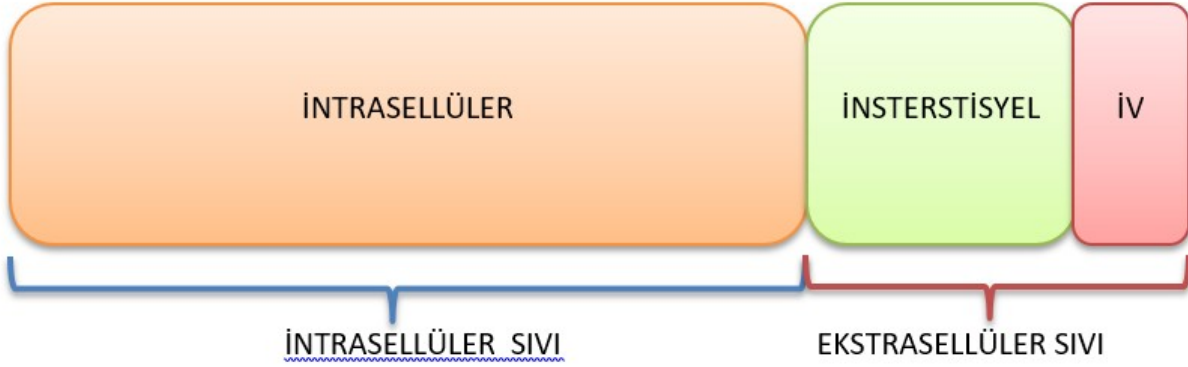 İNTRASELLÜLER
İNSTERSTİSYEL
İV
İNTRASELLÜLER SIVI
EKSTRASELLÜLER SIVI